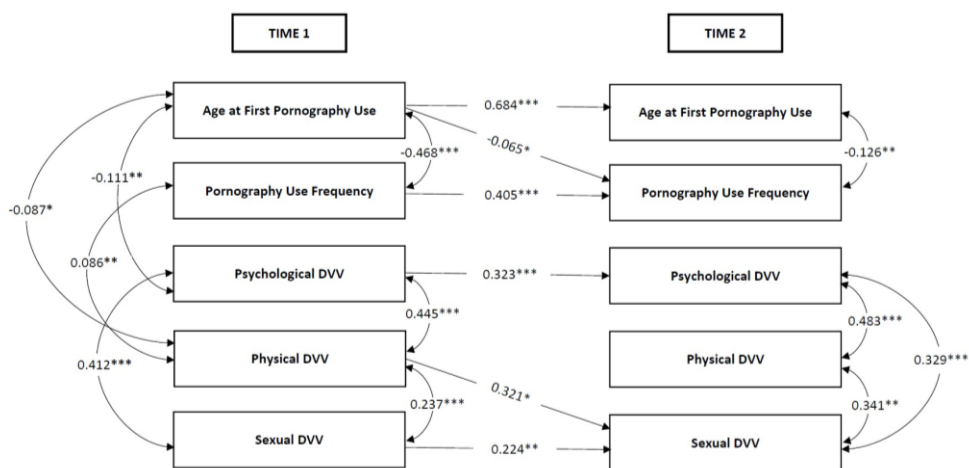 TIME 1
TIME 2
Age at First Pornography Use
0.684***
Age at First Pornography Use
-0.065*
-0.468***
-0.126**
-0.111**
Pornography Use Frequency
0.405***
Pornography Use Frequency
-0.087*
0.086**
Psychological DVV
0.323***
Psychological DVV
0.445***
0.483***
Physical DVV
Physical DVV
0.412***
0.329***
0.321*
0.237***
0.341**
Sexual DVV
0.224**
Sexual DVV